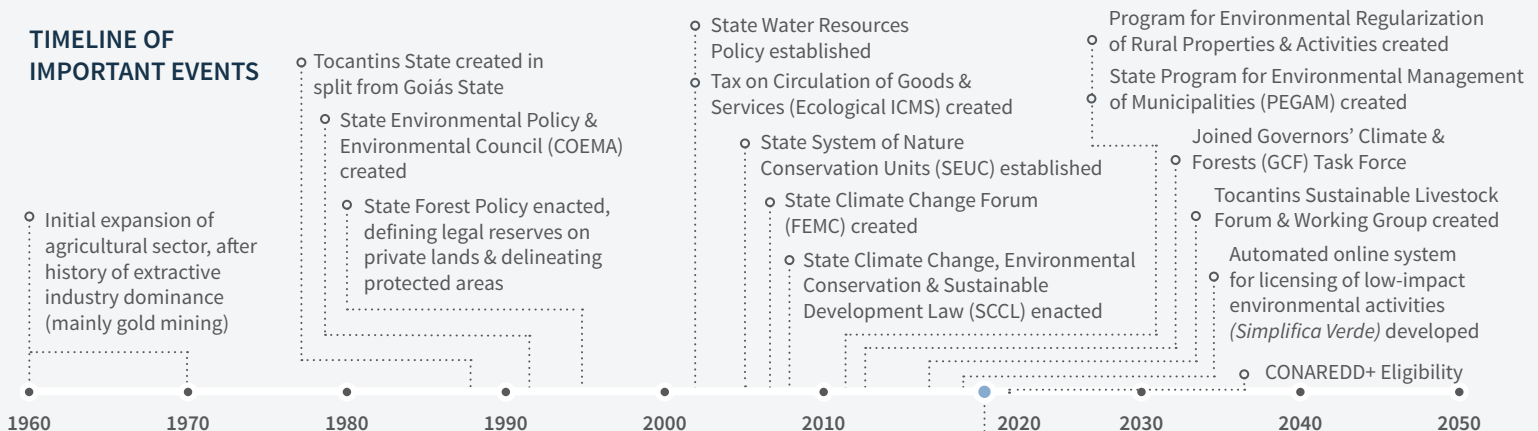 TIMELINE OF
IMPORTANT EVENTS
Initial expansion of
agricultural sector, after
history of extractive
industry dominance
(mainly gold mining)
Tocantins State created in
split from Goiás State
State Environmental Policy &
Environmental Council (COEMA)
created
State Forest Policy enacted,
defining legal reserves on
private lands & delineating
protected areas
State Water Resources
Policy established
Tax on Circulation of Goods &
Services (Ecological ICMS) created
State System of Nature
Conservation Units (SEUC) established
State Climate Change Forum
(FEMC) created
State Climate Change, Environmental
Conservation & Sustainable
Development Law (SCCL) enacted
Program for Environmental Regularization
of Rural Properties & Activities created
State Program for Environmental Management
of Municipalities (PEGAM) created
Joined Governors' Climate &
Forests (GCF) Task Force
Tocantins Sustainable Livestock
Forum & Working Group created
Automated online system
for licensing of low-impact
environmental activities
(Simplifica Verde) developed
CONAREDD+ Eligibility
1960 1970 1980 1990 2000 2010 2020 2030 2040 2050